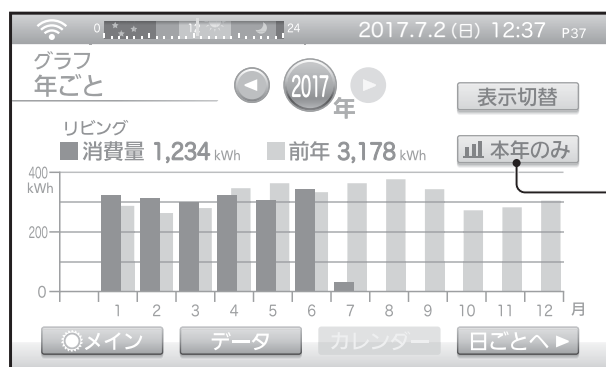 0 12 24 2017.7.2 (日) 12:37 P37
グラフ
年ごと
2017
年
表示切替
リビング
消費量 1,234 kWh 前年 3,178 kWh
本年のみ
400
kWh
200
0
1 2 3 4 5 6 7 8 9 10 11 12 月
メイン データ カレンダー 日ごとへ